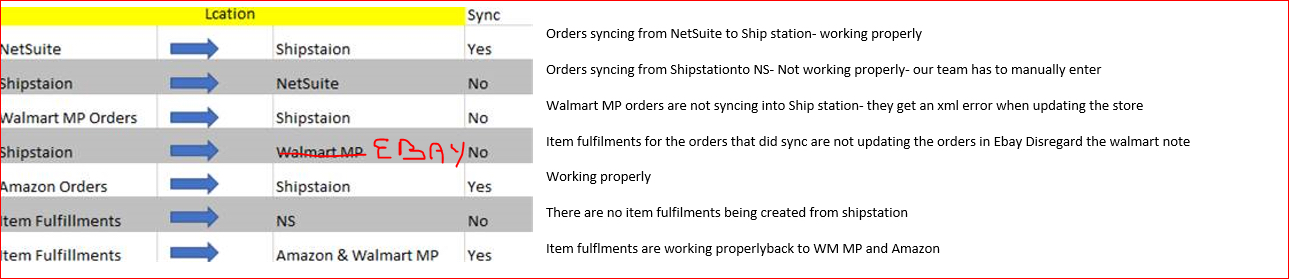 Lcation Sync
NetSuite Shipstaion Yes
Orders syncing from NetSuite to Ship station- working properly
Shipstaion NetSuite No
Orders syncing from Shipstationto NS- Not working properly- our team has to manually enter
Walmart MP Orders Shipstaion No
Walmart MP orders are not syncing into Ship station- they get an xml error when updating the store
Shipstaion Walmart MP EBAY No
Item fulfilments for the orders that did sync are not updating the orders in Ebay Disregard the walmart note
Amazon Orders Shipstaion Yes
Working properly
Item Fulfillments NS No
There are no item fulfilments being created from shipstation
Item Fulfillments Amazon & Walmart MP Yes
Item fulflments are working properlyback to WM MP and Amazon